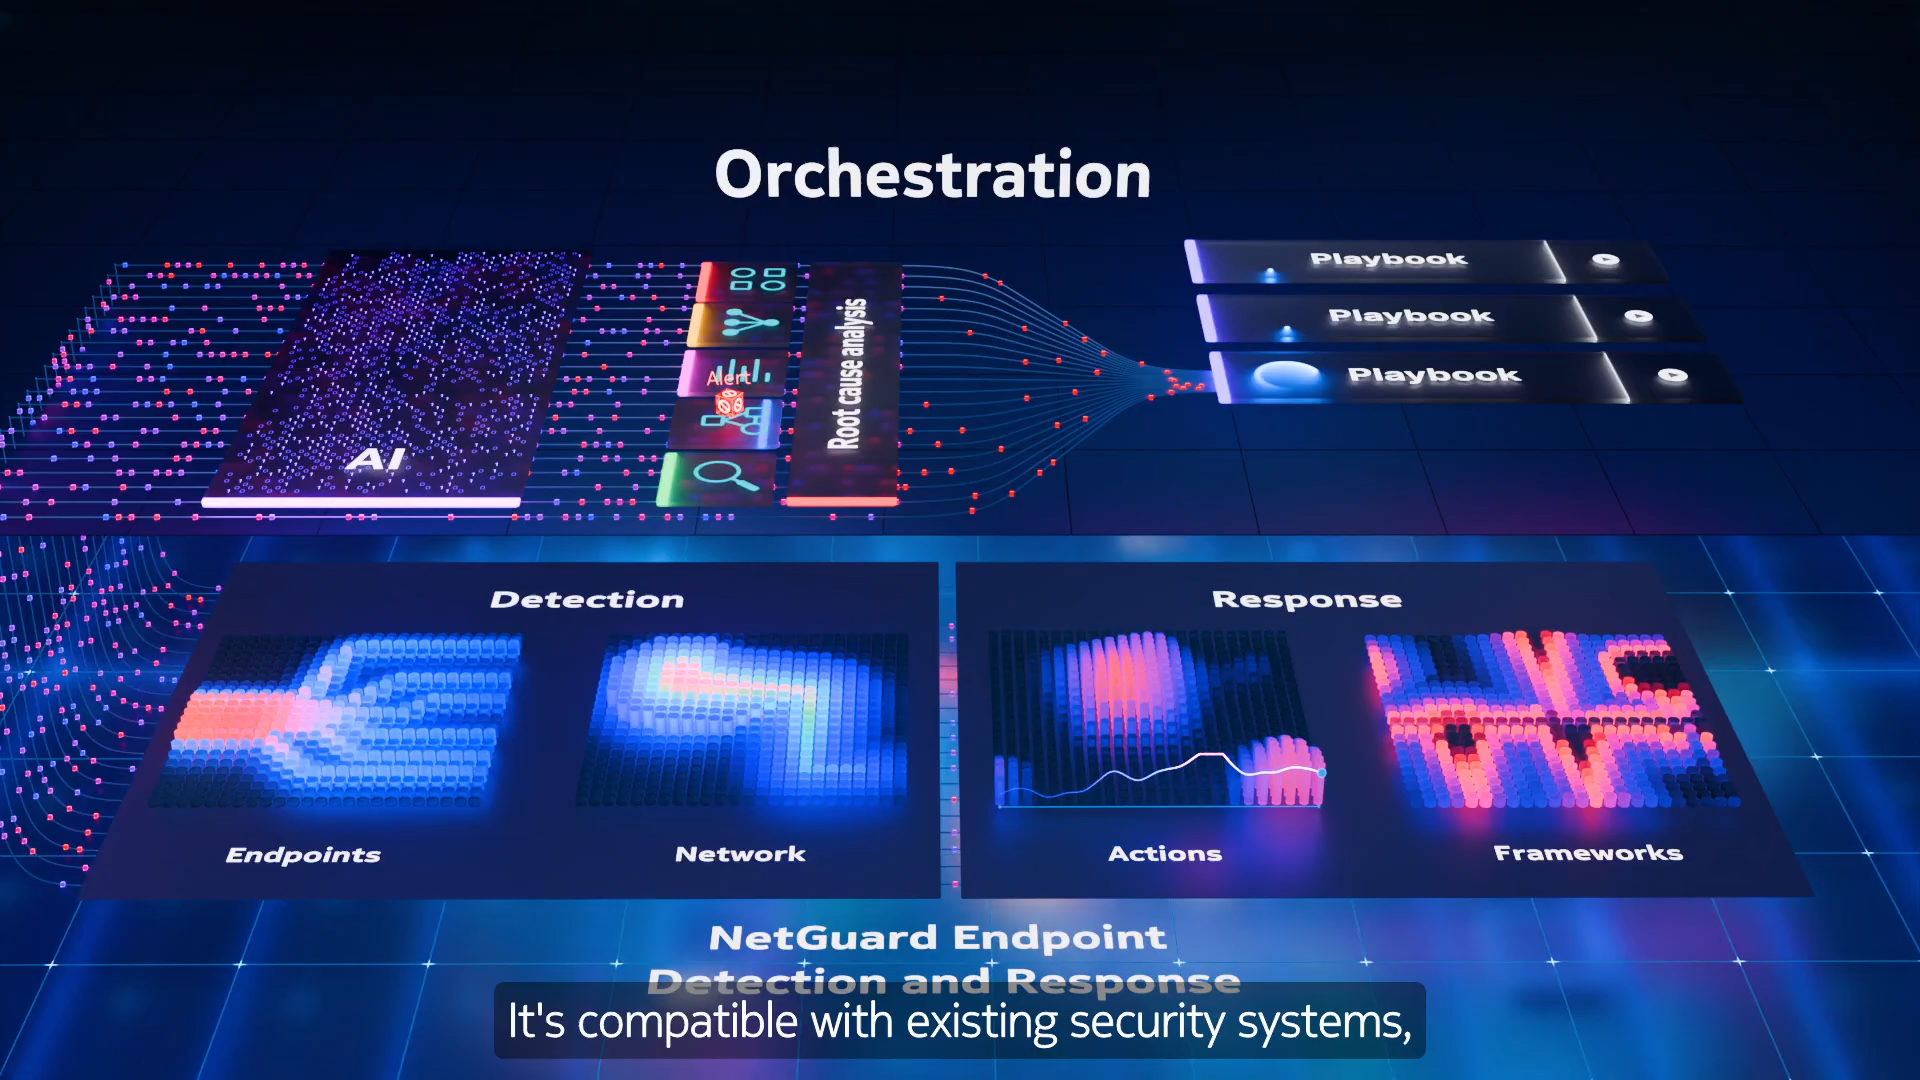 Orchestration
Playbook
Playbook
Playbook
Alert
Root cause analysis
AI
Detection
Response
Endpoints
Network
Actions
Frameworks
NetGuard Endpoint
Detection and Response
It's compatible with existing security systems,